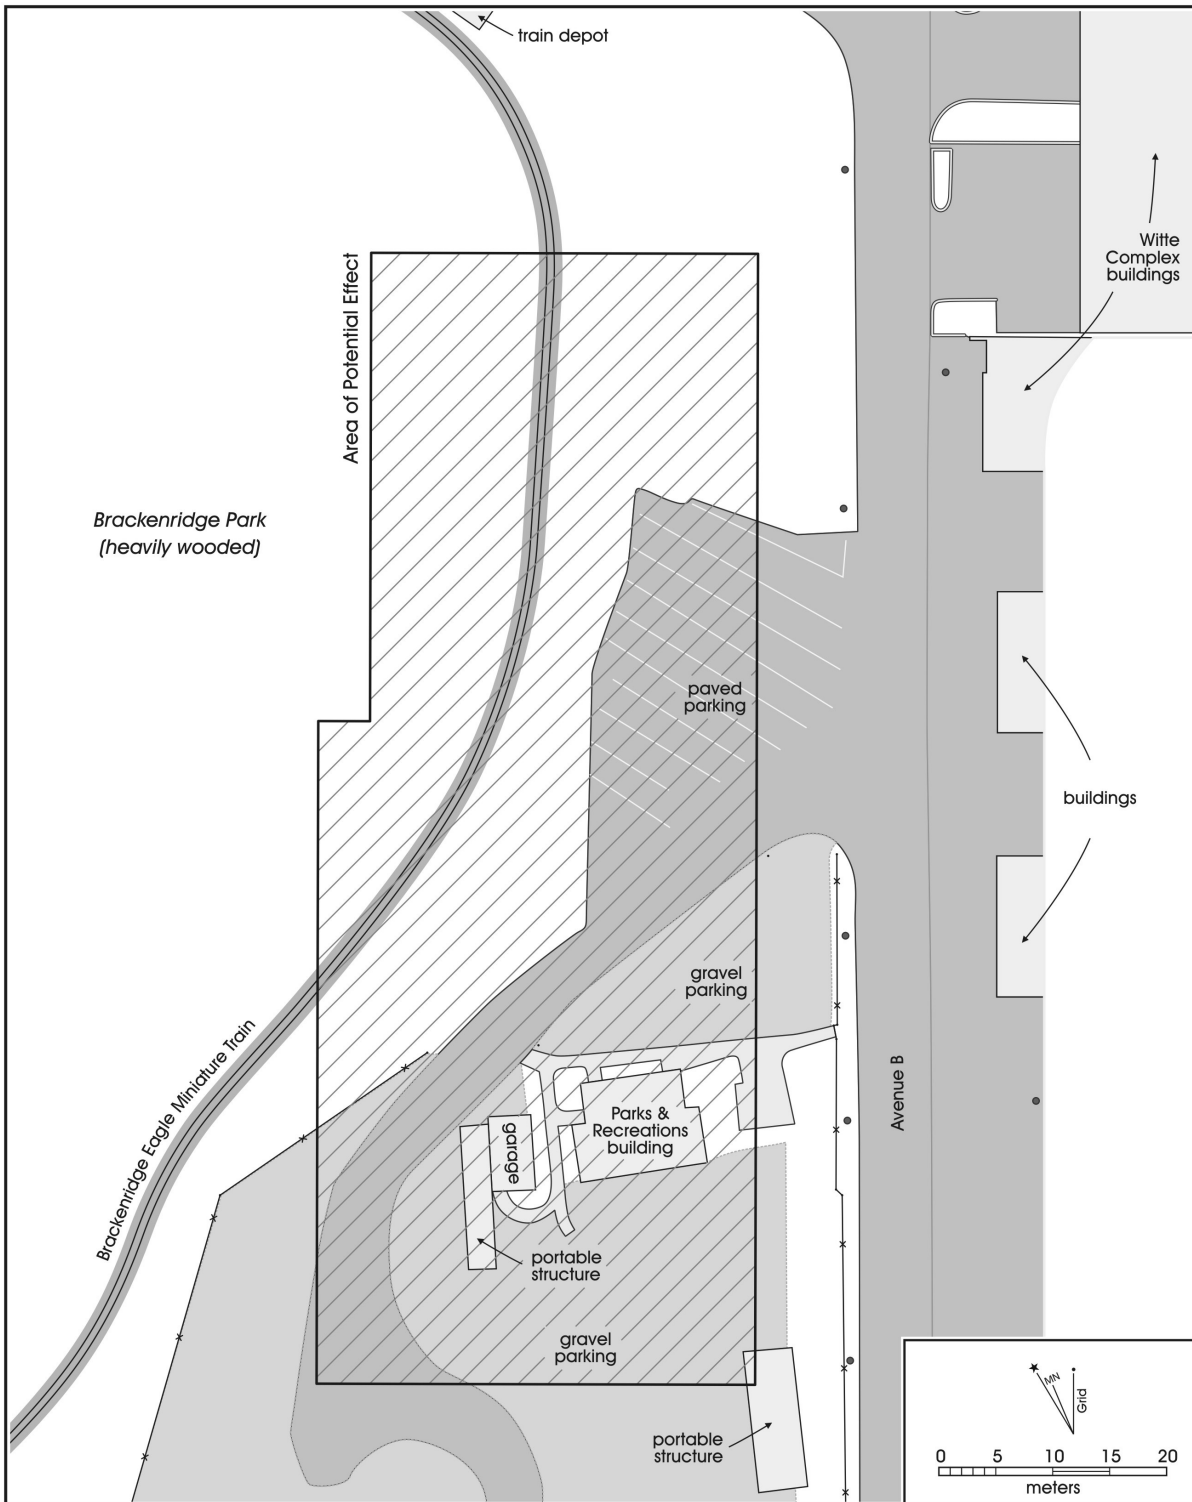 train depot
Witte
Complex
buildings
Area of Potential Effect
Brackenridge Park
(heavily wooded)
paved
parking
buildings
gravel
parking
Brackenridge Eagle Miniature Train
Avenue B
Parks &
Recreations
building
garage
portable
structure
gravel
parking
portable
structure
MN
Grid
0 5 10 15 20
meters